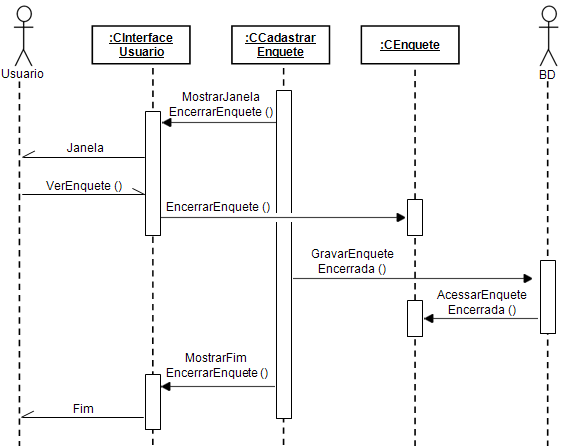 :CInterface
Usuario
:CCadastrar
Enquete
:CEnquete
Usuario
BD
MostrarJanela
EncerrarEnquete ()
Janela
VerEnquete ()
EncerrarEnquete ()
GravarEnquete
Encerrada ()
AcessarEnquete
Encerrada ()
MostrarFim
EncerrarEnquete ()
Fim